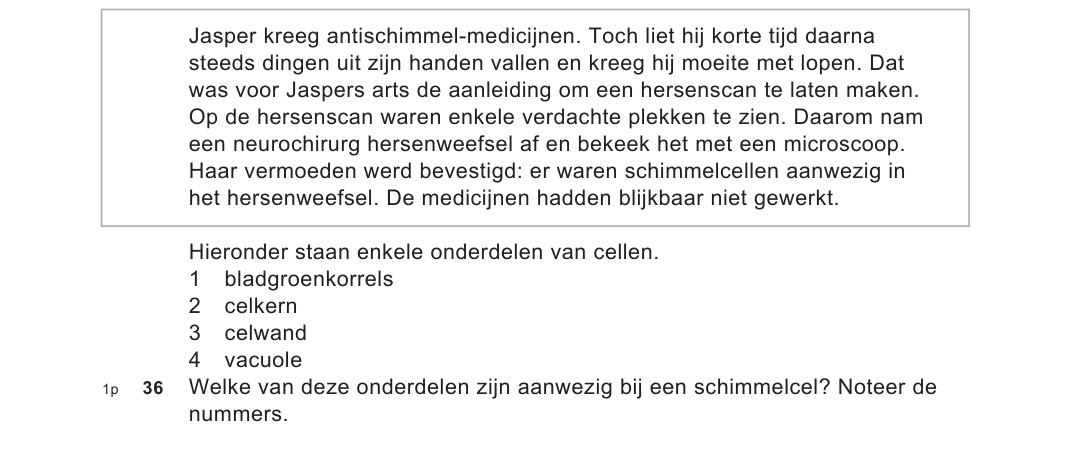 Jasper kreeg antischimmel-medicijnen. Toch liet hij korte tijd daarna
steeds dingen uit zijn handen vallen en kreeg hij moeite met lopen. Dat
was voor Jaspers arts de aanleiding om een hersenscan te laten maken.
Op de hersenscan waren enkele verdachte plekken te zien. Daarom nam
een neurochirurg hersenweefsel af en bekeek het met een microscoop.
Haar vermoeden werd bevestigd: er waren schimmelcellen aanwezig in
het hersenweefsel. De medicijnen hadden blijkbaar niet gewerkt.
Hieronder staan enkele onderdelen van cellen.
1 bladgroenkorrels
2 celkern
3 celwand
4 vacuole
1p 36 Welke van deze onderdelen zijn aanwezig bij een schimmelcel? Noteer de
nummers.